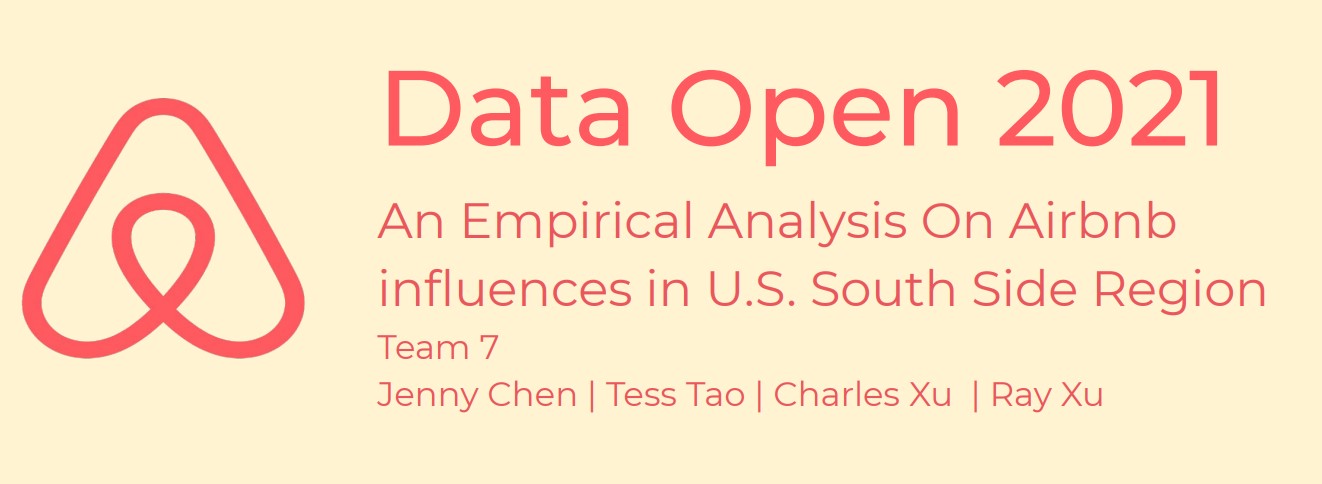 Data Open 2021
An Empirical Analysis On Airbnb
influences in U.S. South Side Region
Team 7
Jenny Chen | Tess Tao | Charles Xu | Ray Xu